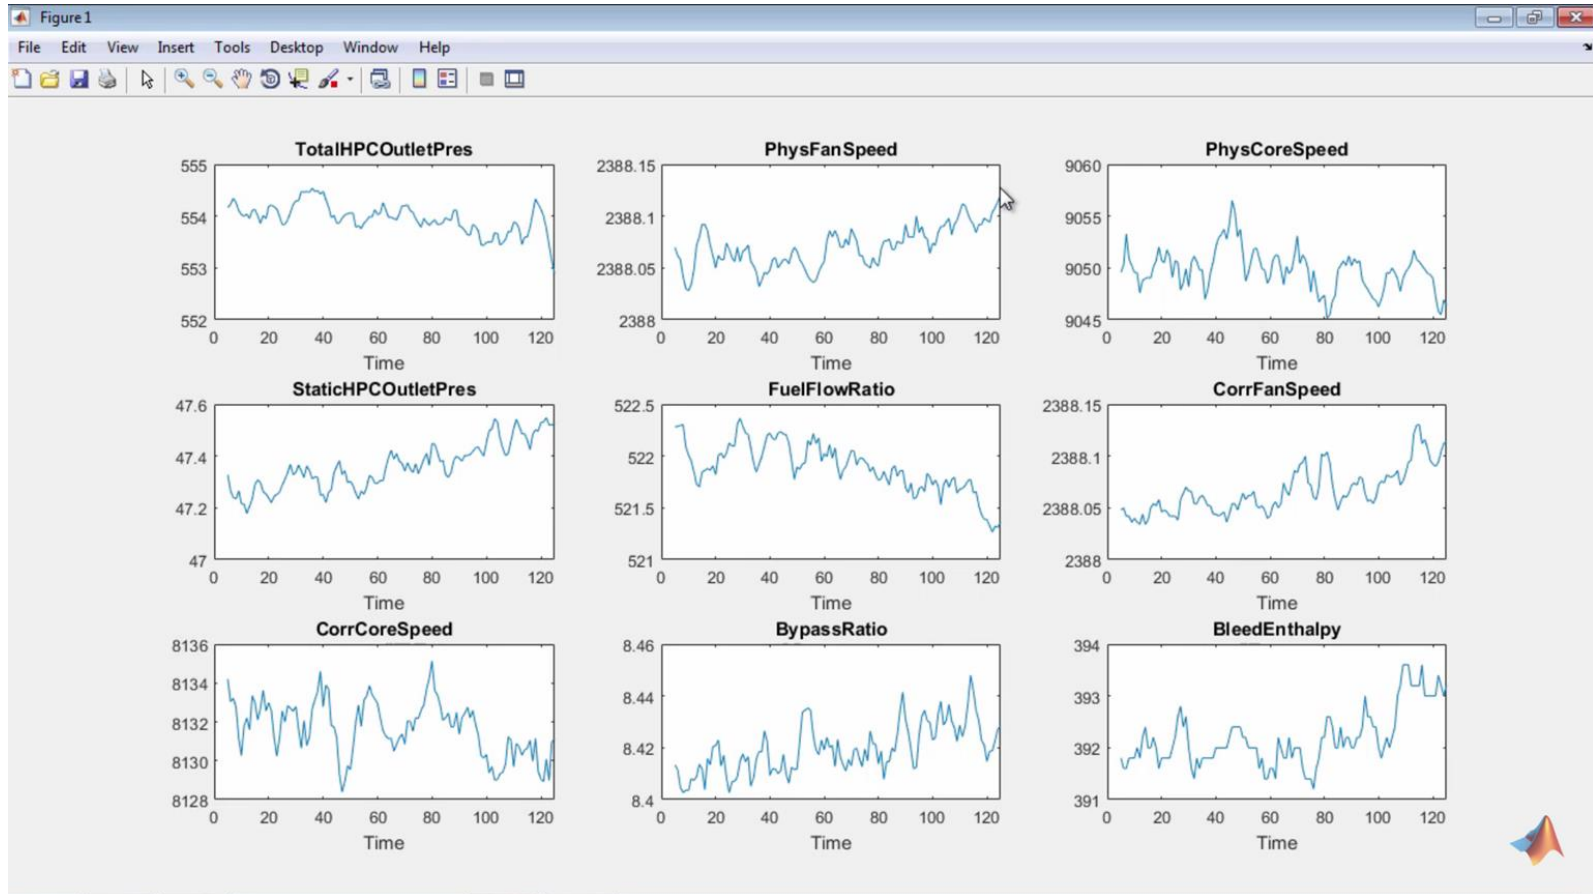 Figure 1
File Edit View Insert Tools Desktop Window Help
TotalHPCOutletPres
555
554
553
552
0 20 40 60 80 100 120
Time
PhysFanSpeed
2388.15
2388.1
2388.05
2388
0 20 40 60 80 100 120
Time
PhysCoreSpeed
9060
9055
9050
9045
0 20 40 60 80 100 120
Time
StaticHPCOutletPres
47.6
47.4
47.2
47
0 20 40 60 80 100 120
Time
FuelFlowRatio
522.5
522
521.5
521
0 20 40 60 80 100 120
Time
CorrFanSpeed
2388.15
2388.1
2388.05
2388
0 20 40 60 80 100 120
Time
CorrCoreSpeed
8136
8134
8132
8130
8128
0 20 40 60 80 100 120
Time
BypassRatio
8.46
8.44
8.42
8.4
0 20 40 60 80 100 120
Time
BleedEnthalpy
394
393
392
391
0 20 40 60 80 100 120
Time